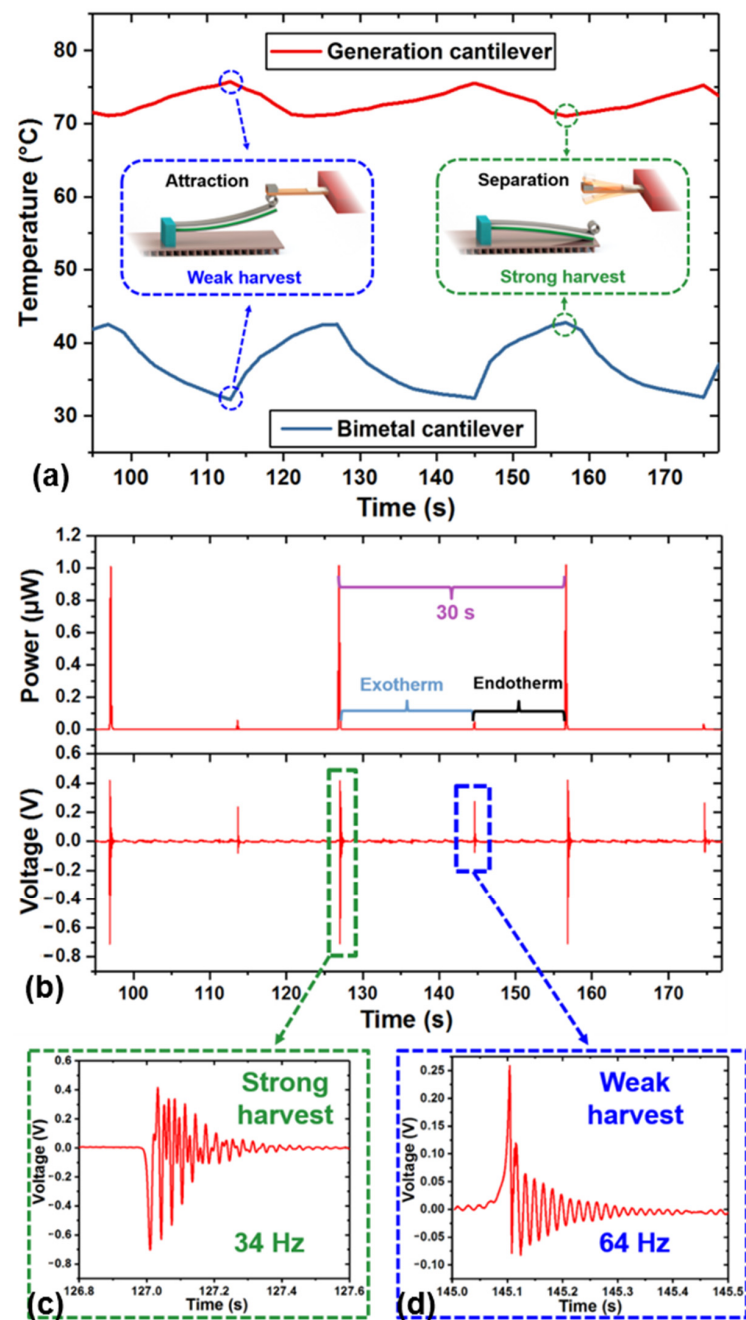 80
70
60
50
40
30
Temperature (°C)
Generation cantilever
Attraction
Weak harvest
Separation
Strong harvest
Bimetal cantilever
100 110 120 130 140 150 160 170
Time (s)
(a)
1.2
1.0
0.8
0.6
0.4
0.2
0.0
Power (µW)
30 s
Exotherm
Endotherm
0.6
0.4
0.2
0.0
−0.2
−0.4
−0.6
−0.8
Voltage (V)
100 110 120 130 140 150 160 170
Time (s)
(b)
0.6
0.4
0.2
0.0
−0.2
−0.4
−0.6
−0.8
Voltage (V)
Strong
harvest
34 Hz
126.8 127.0 127.2 127.4 127.6
Time (s)
(c)
0.25
0.20
0.15
0.10
0.05
0.00
−0.05
−0.10
Voltage (V)
Weak
harvest
64 Hz
145.0 145.1 145.2 145.3 145.4 145.5
Time (s)
(d)